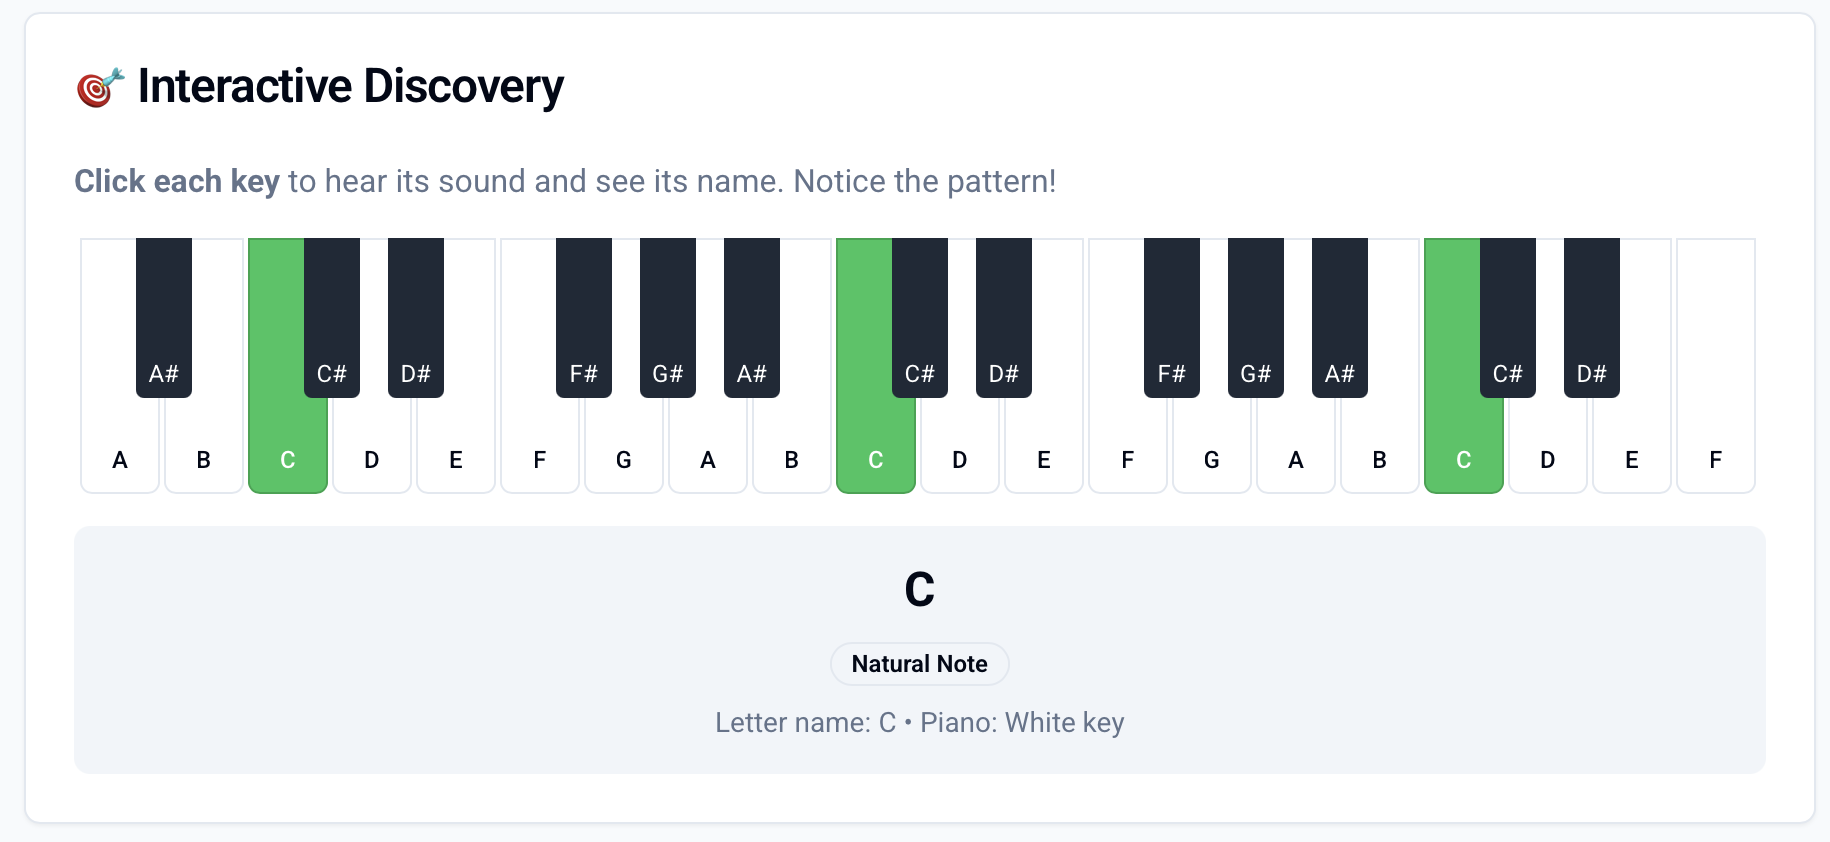 Interactive Discovery
Click each key to hear its sound and see its name. Notice the pattern!
A# C# D# F# G# A# C# D# F# G# A# C# D#
A B C D E F G A B C D E F G A B C D E F
C
Natural Note
Letter name: C • Piano: White key